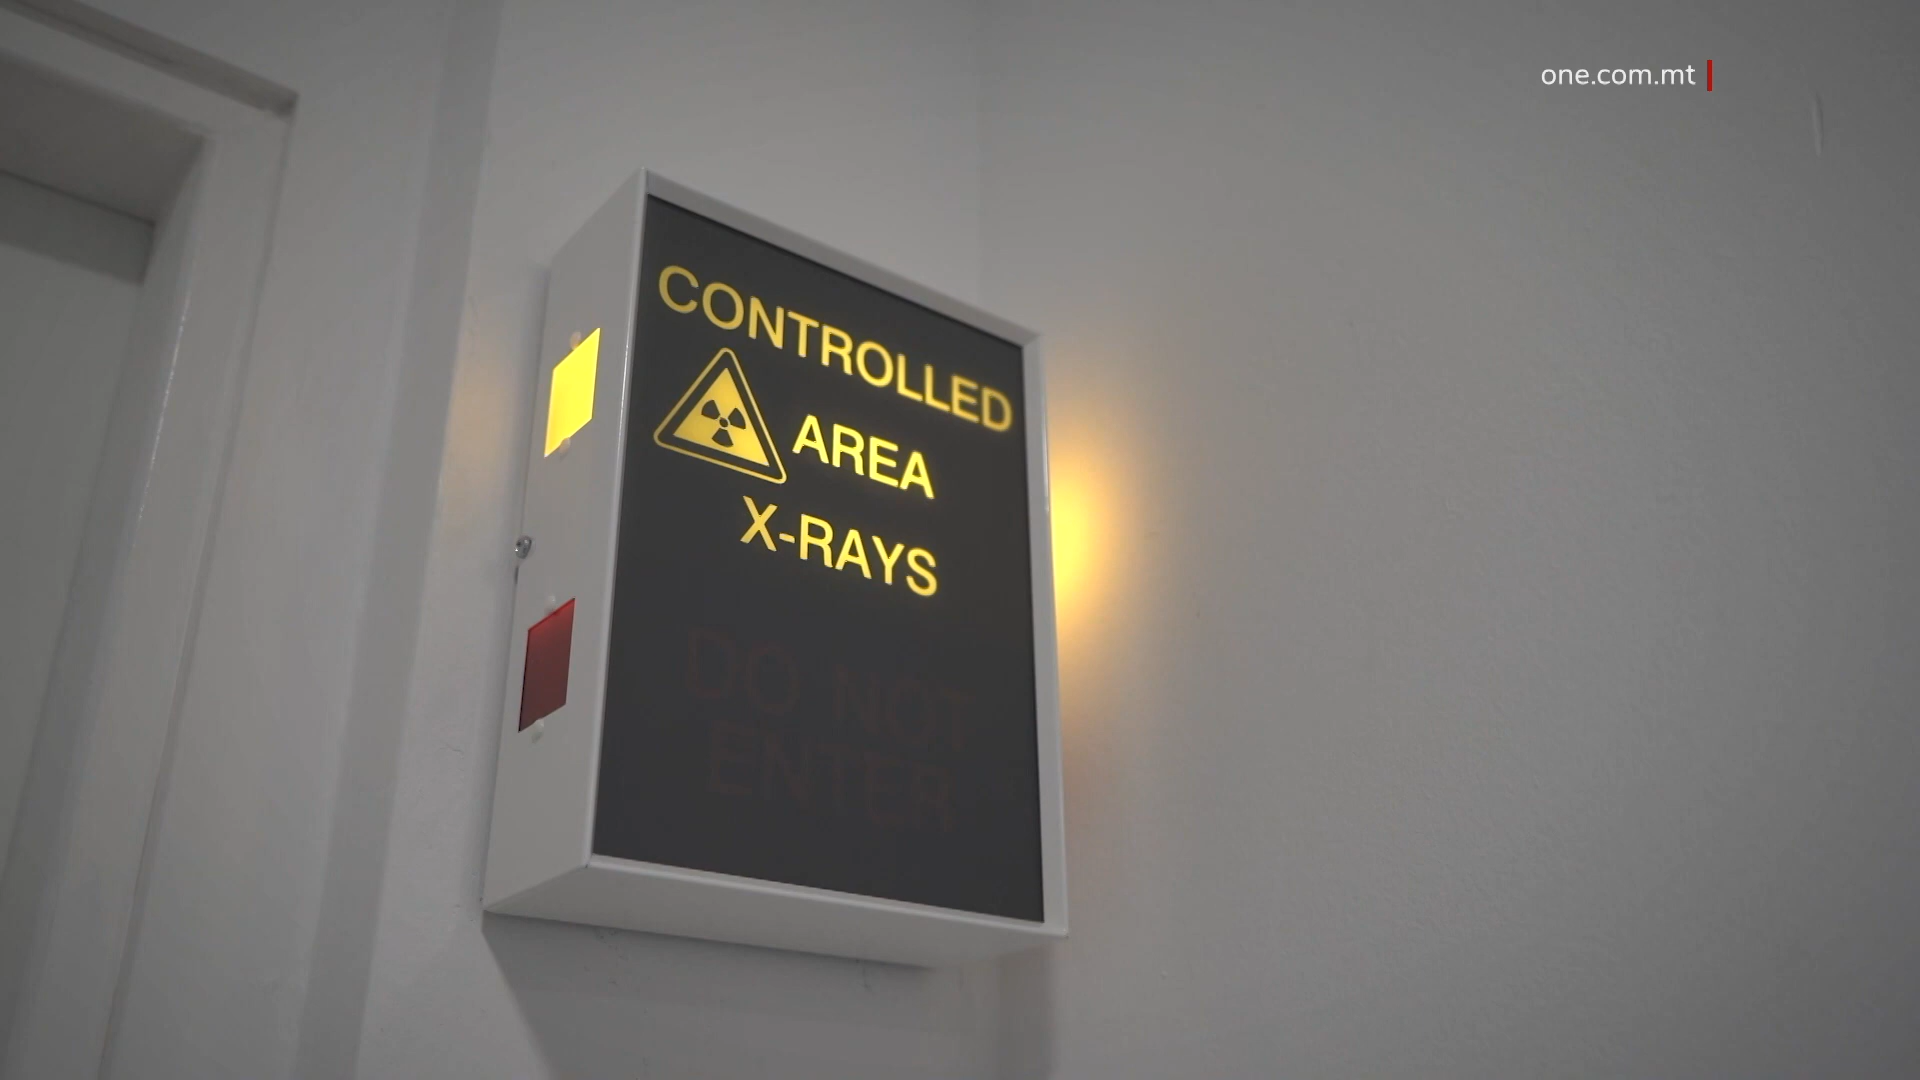 one.com.mt
CONTROLLED
AREA
X-RAYS
DO NOT
ENTER